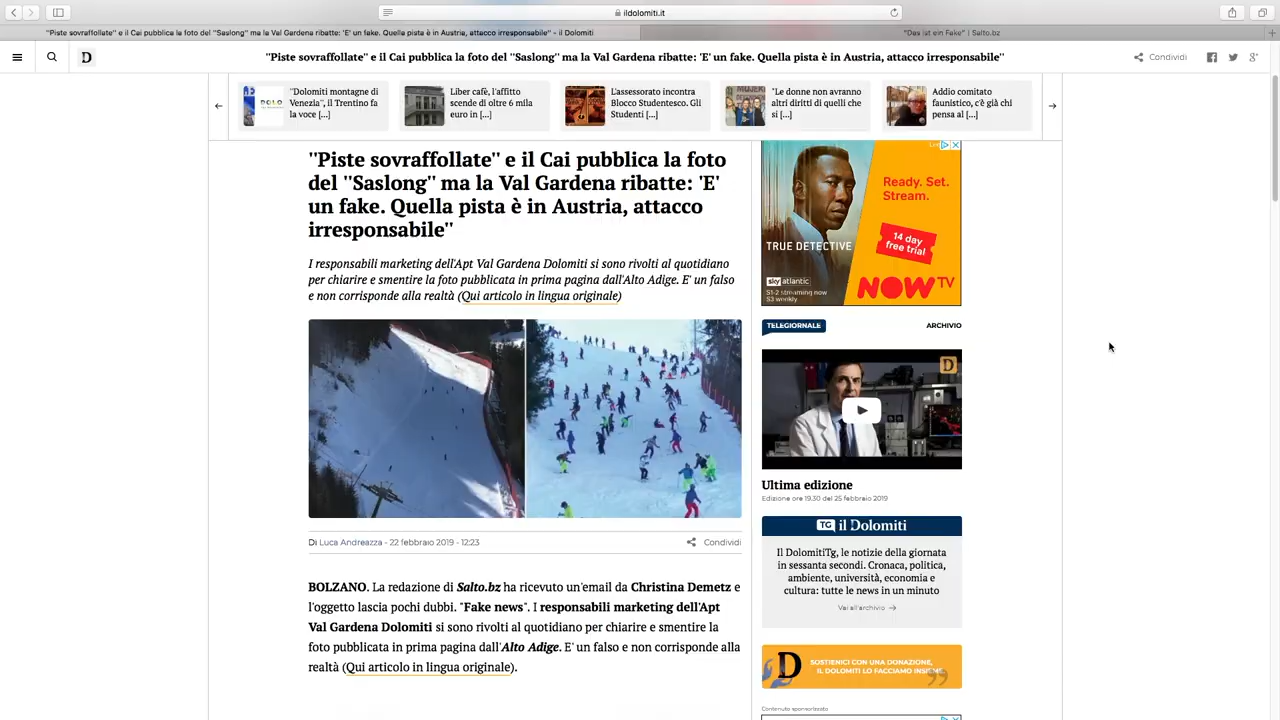 ildolomiti.it
"Piste sovraffollate" e il Cai pubblica la foto del "Saslong" ma la Val Gardena ribatte: 'E' un fake. Quella pista è in Austria, attacco irresponsabile" – il Dolomiti
"Das ist ein Fake" | Salto.bz
D
"Piste sovraffollate" e il Cai pubblica la foto del "Saslong" ma la Val Gardena ribatte: 'E' un fake. Quella pista è in Austria, attacco irresponsabile"
Condividi
"Dolomiti montagne di
Venezia", il Trentino fa
la voce [...]
Liber cafè, l'affitto
scende di oltre 6 mila
euro in [...]
L'assessorato incontra
Blocco Studentesco. Gli
Studenti [...]
"Le donne non avranno
altri diritti di quelli che
si [...]
Addio comitato
faunistico, c'è già chi
pensa al [...]
"Piste sovraffollate" e il Cai pubblica la foto
del "Saslong" ma la Val Gardena ribatte: 'E'
un fake. Quella pista è in Austria, attacco
irresponsabile"
I responsabili marketing dell'Apt Val Gardena Dolomiti si sono rivolti al quotidiano
per chiarire e smentire la foto pubblicata in prima pagina dall'Alto Adige. E' un falso
e non corrisponde alla realtà (Qui articolo in lingua originale)
Di Luca Andreazza - 22 febbraio 2019 - 12:23
Condividi
BOLZANO. La redazione di Salto.bz ha ricevuto un'email da Christina Demetz e
l'oggetto lascia pochi dubbi. "Fake news". I responsabili marketing dell'Apt
Val Gardena Dolomiti si sono rivolti al quotidiano per chiarire e smentire la
foto pubblicata in prima pagina dall'Alto Adige. E' un falso e non corrisponde alla
realtà (Qui articolo in lingua originale).
Ready. Set.
Stream.
14 day
free trial!
TRUE DETECTIVE
sky atlantic
S1-2 streaming now
S3 weekly
NOW TV
TELEGIORNALE
ARCHIVIO
D
Ultima edizione
Edizione ore 19.30 del 25 febbraio 2019
TG il Dolomiti
Il DolomitiTg, le notizie della giornata
in sessanta secondi. Cronaca, politica,
ambiente, università, economia e
cultura: tutte le news in un minuto
Vai all'archivio
D
SOSTIENICI CON UNA DONAZIONE,
IL DOLOMITI LO FACCIAMO INSIEME
Contenuto sponsorizzato